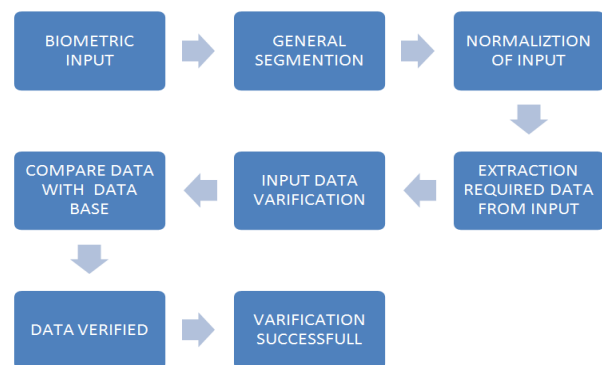 BIOMETRIC
INPUT
GENERAL
SEGMENTION
NORMALIZTION
OF INPUT
EXTRACTION
REQUIRED DATA
FROM INPUT
INPUT DATA
VARIFICATION
COMPARE DATA
WITH DATA
BASE
DATA VERIFIED
VARIFICATION
SUCCESSFULL